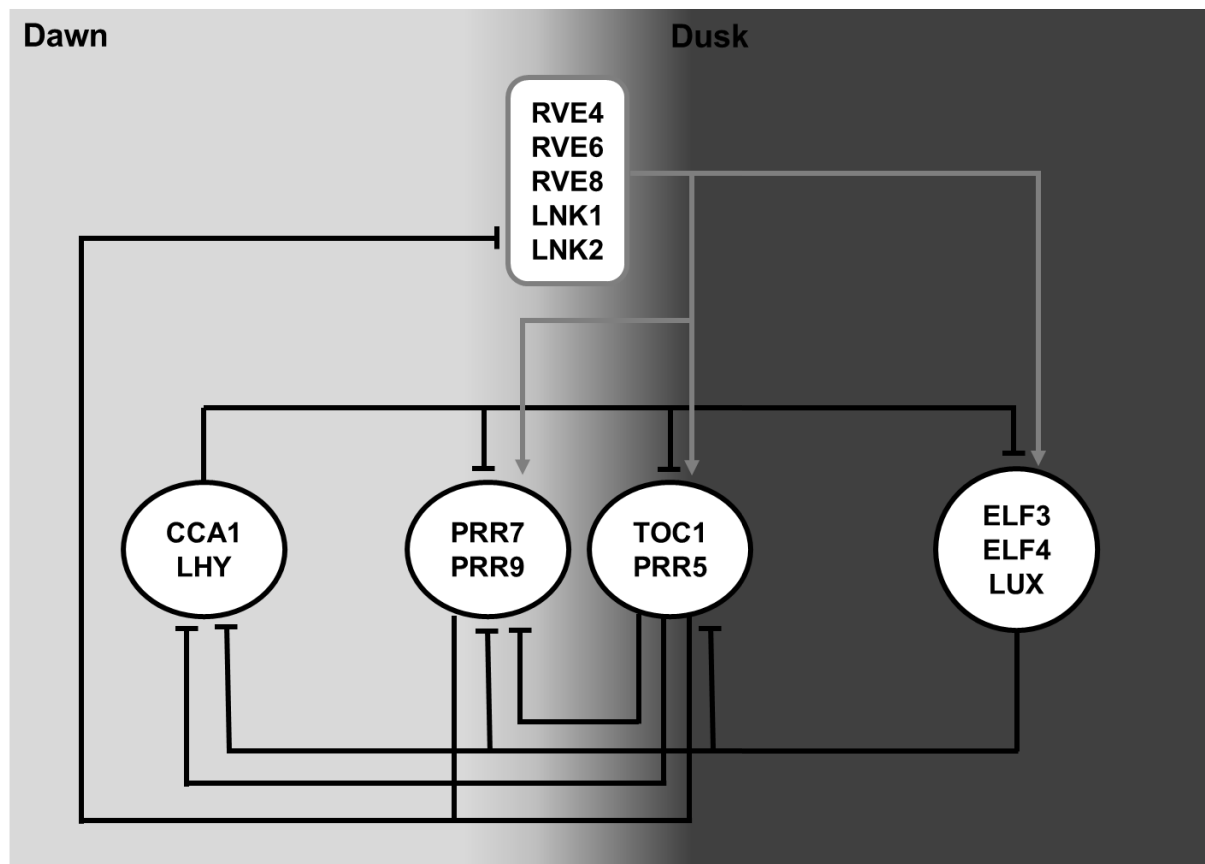 Dawn
Dusk
RVE4
RVE6
RVE8
LNK1
LNK2
CCA1
LHY
PRR7
PRR9
TOC1
PRR5
ELF3
ELF4
LUX